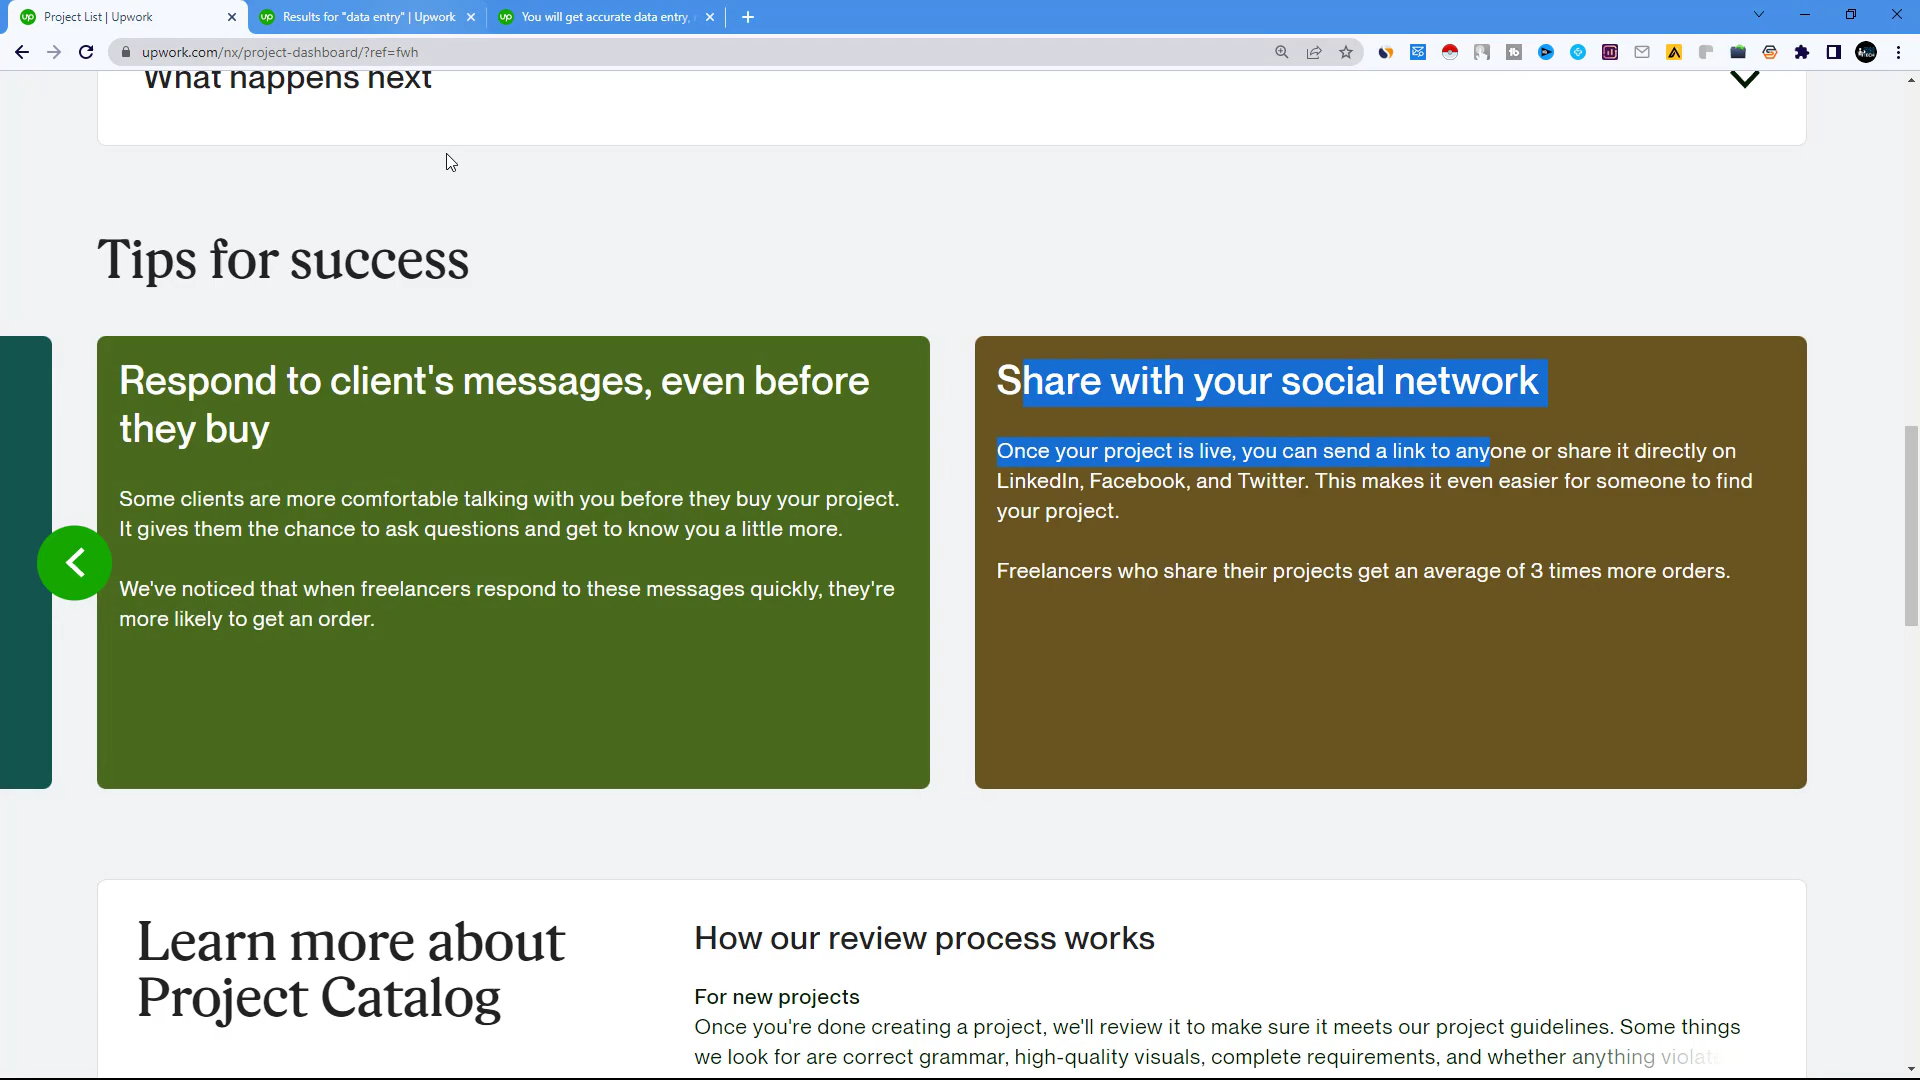 Project List | Upwork
Results for "data entry" | Upwork
You will get accurate data entry,
upwork.com/nx/project-dashboard/?ref=fwh
What happens next
Tips for success
Respond to client's messages, even before
they buy
Some clients are more comfortable talking with you before they buy your project.
It gives them the chance to ask questions and get to know you a little more.
We've noticed that when freelancers respond to these messages quickly, they're
more likely to get an order.
Share with your social network
Once your project is live, you can send a link to anyone or share it directly on
LinkedIn, Facebook, and Twitter. This makes it even easier for someone to find
your project.
Freelancers who share their projects get an average of 3 times more orders.
Learn more about
Project Catalog
How our review process works
For new projects
Once you're done creating a project, we'll review it to make sure it meets our project guidelines. Some things
we look for are correct grammar, high-quality visuals, complete requirements, and whether anything